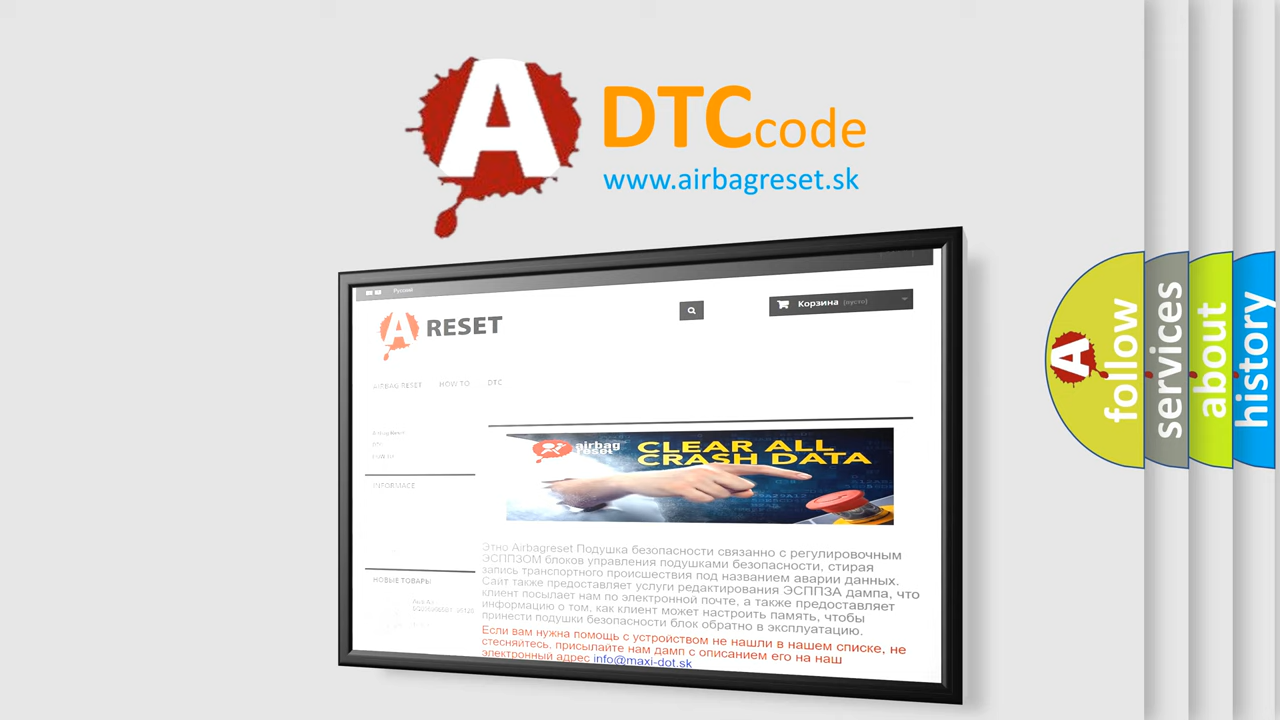 A DTCcode
www.airbagreset.sk
Русский
Корзина (пусто)
A RESET
AIRBAG RESET HOW TO DTC
INFORMACE
airbag
reset
CLEAR ALL
CRASH DATA
Этно Airbagreset Подушка безопасности связанно с регулировочным
ЭСППЗОМ блоков управления подушками безопасности, стирая
запись транспортного происшествия под названием аварии данных.
Сайт также предоставляет услуги редактирования ЭСППЗА дампа, что
клиент посылает нам по электронной почте, а также предоставляет
информацию о том, как клиент может настроить память, чтобы
принести подушки безопасности блок обратно в эксплуатацию.
Если вам нужна помощь с устройством не нашли в нашем списке, не
стесняйтесь, присылайте нам дамп с описанием его на наш
электронный адрес info@maxi-dot.sk
НОВЫЕ ТОВАРЫ
A follow
services
about
history